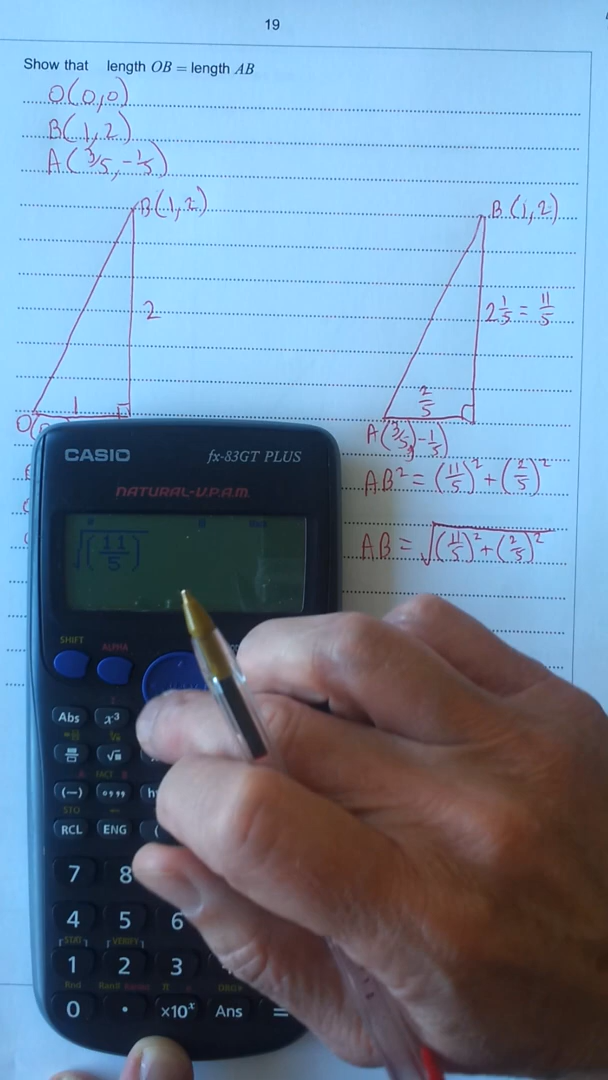 19
Show that length OB = length AB
O(0,0)
B(1,2)
A(3/5,-1/5)
B(1,2)
2
1
B(1,2)
2 1/5 = 11/5
2/5
A(3/5,-1/5)
AB² = (11/5)² + (2/5)²
AB = √(11/5)² + (2/5)²
CASIO fx-83GT PLUS
NATURAL-V.P.A.M.
√(11/5)
SHIFT ALPHA
Abs x³
√
(−) °,,,
STO
RCL ENG (
7 8
4 5 6
1 2 3
0 • ×10ˣ Ans =